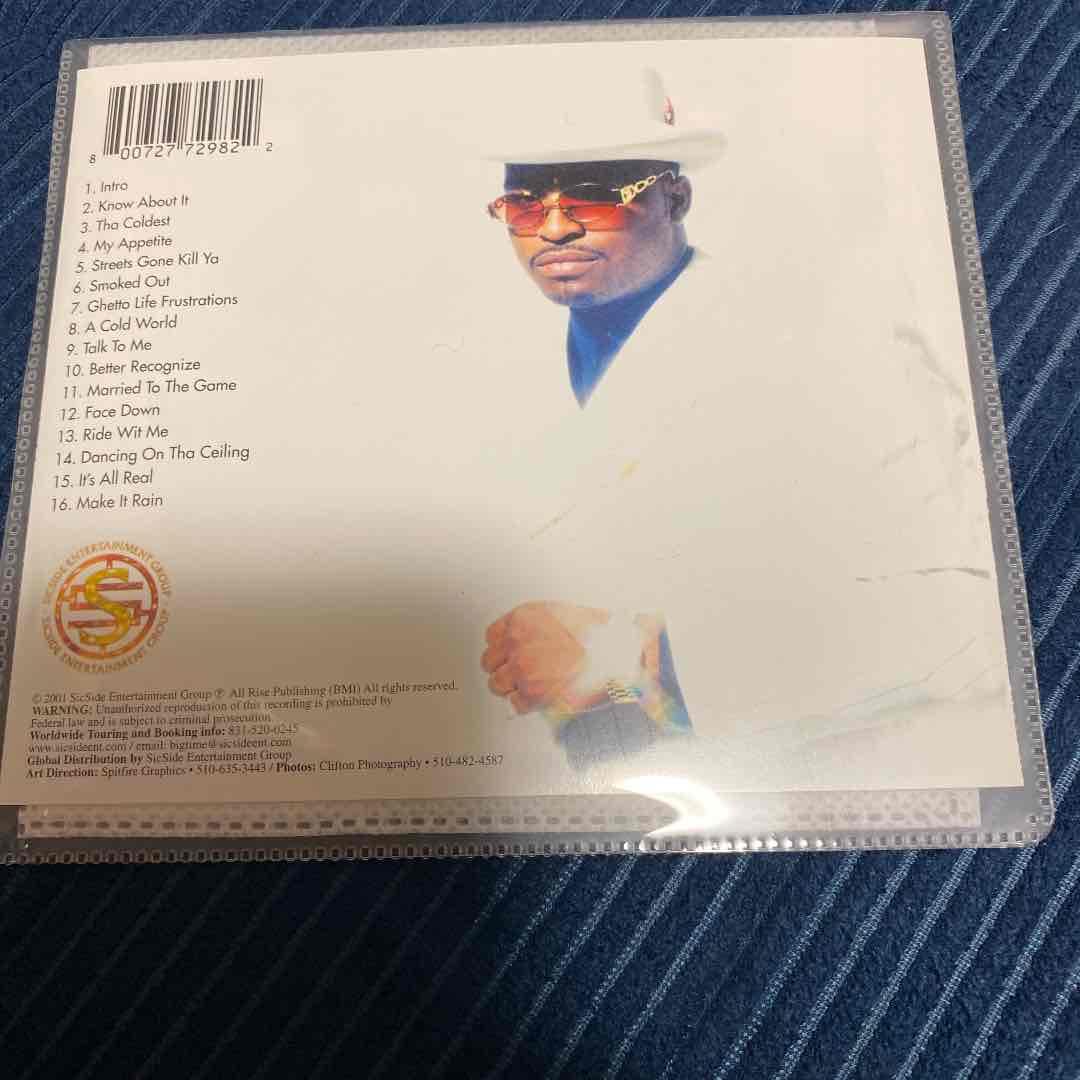 8 00727 72982 2
1. Intro
2. Know About It
3. Tha Coldest
4. My Appetite
5. Streets Gone Kill Ya
6. Smoked Out
7. Ghetto Life Frustrations
8. A Cold World
9. Talk To Me
10. Better Recognize
11. Married To The Game
12. Face Down
13. Ride Wit Me
14. Dancing On Tha Ceiling
15. It's All Real
16. Make It Rain
SICSIDE ENTERTAINMENT GROUP
SICSIDE ENTERTAINMENT GROUP
© 2001 SicSide Entertainment Group ℗ All Rise Publishing (BMI) All rights reserved.
WARNING: Unauthorized reproduction of this recording is prohibited by
Federal law and is subject to criminal prosecution.
Worldwide Touring and Booking info: 831-520-0245
www.sicsideent.com / email: bigtime@sicsideent.com
Global Distribution by SicSide Entertainment Group
Art Direction: Spitfire Graphics • 510-635-3443 / Photos: Clifton Photography • 510-482-4587